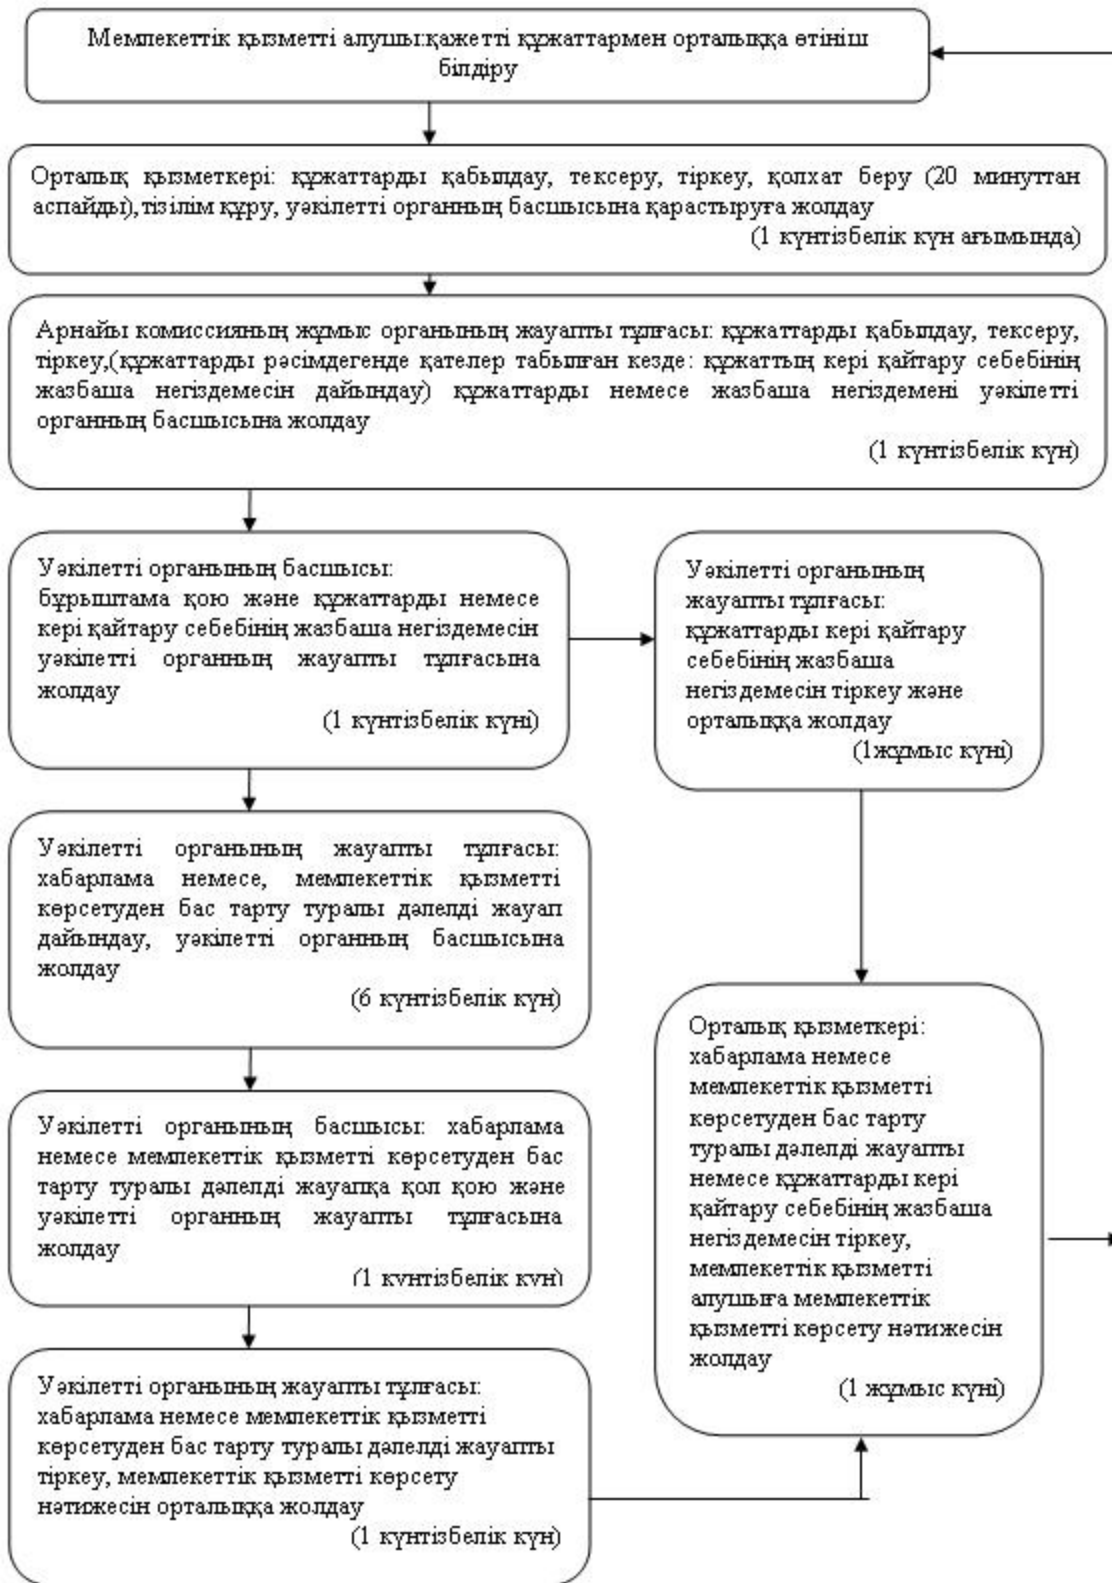 Мемлекеттік қызметті алушы:қажетті құжаттармен орталыққа өтініш
білдіру
Орталық қызметкері: құжаттарды қабылдау, тексеру, тіркеу, қолхат беру (20 минуттан
аспайды),тізілім құру, уәкілетті органның басшысына қарастыруға жолдау
(1 күнтізбелік күн ағымында)
Арнайы комиссияның жұмыс органының жауапты тұлғасы: құжаттарды қабылдау, тексеру,
тіркеу,(құжаттарды рәсімдегенде қателер табылған кезде: құжаттың кері қайтару себебінің
жазбаша негіздемесін дайындау) құжаттарды немесе жазбаша негіздемені уәкілетті
органның басшысына жолдау
(1 күнтізбелік күн)
Уәкілетті органының басшысы:
бұрыштама қою және құжаттарды немесе
кері қайтару себебінің жазбаша негіздемесін
уәкілетті органның жауапты тұлғасына
жолдау
(1 күнтізбелік күні)
Уәкілетті органының
жауапты тұлғасы:
құжаттарды кері қайтару
себебінің жазбаша
негіздемесін тіркеу және
орталыққа жолдау
(1жұмыс күні)
Уәкілетті органының жауапты тұлғасы:
хабарлама немесе, мемлекеттік қызметті
көрсетуден бас тарту туралы дәлелді жауап
дайындау, уәкілетті органның басшысына
жолдау
(6 күнтізбелік күн)
Уәкілетті органының басшысы: хабарлама
немесе мемлекеттік қызметті көрсетуден бас
тарту туралы дәлелді жауапқа қол қою және
уәкілетті органның жауапты тұлғасына
жолдау
(1 күнтізбелік күн)
Уәкілетті органының жауапты тұлғасы:
хабарлама немесе мемлекеттік қызметті
көрсетуден бас тарту туралы дәлелді жауапты
тіркеу, мемлекеттік қызметті көрсету
нәтижесін орталыққа жолдау
(1 күнтізбелік күн)
Орталық қызметкері:
хабарлама немесе
мемлекеттік қызметті
көрсетуден бас тарту
туралы дәлелді жауапты
немесе құжаттарды кері
қайтару себебінің жазбаша
негіздемесін тіркеу,
мемлекеттік қызметті
алушыға мемлекеттік
қызметті көрсету нәтижесін
жолдау
(1 жұмыс күні)